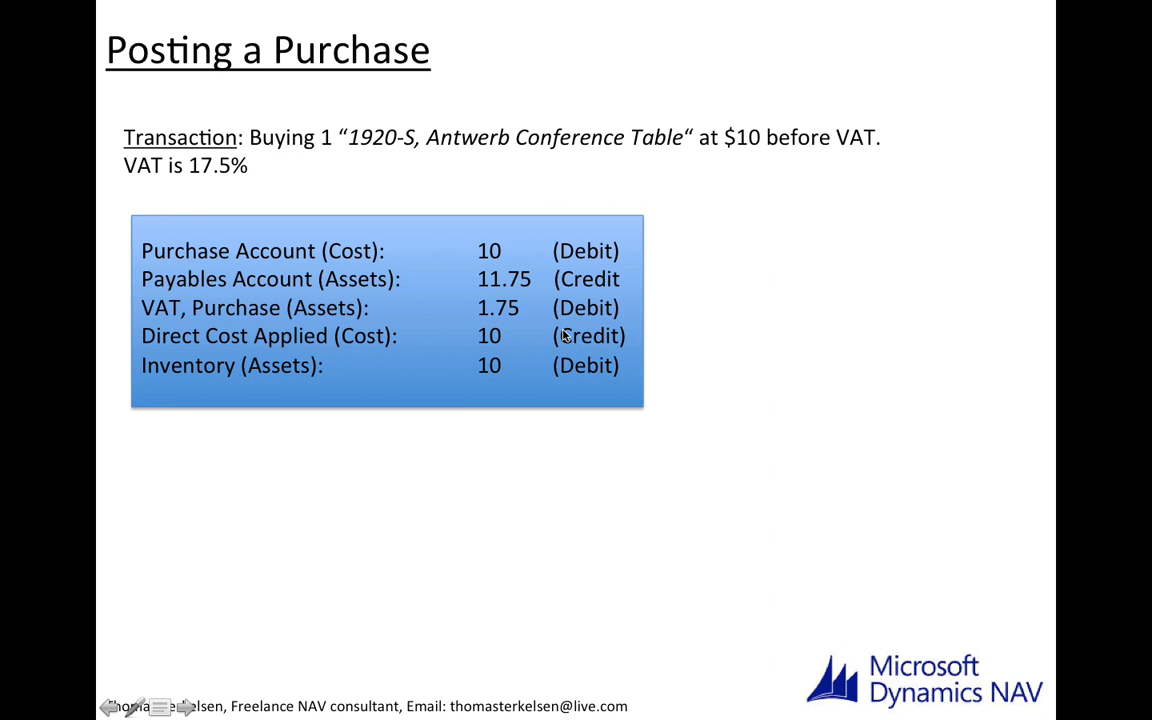 Posting a Purchase
Transaction: Buying 1 “1920-S, Antwerb Conference Table“ at $10 before VAT.
VAT is 17.5%
Purchase Account (Cost): 10 (Debit)
Payables Account (Assets): 11.75 (Credit
VAT, Purchase (Assets): 1.75 (Debit)
Direct Cost Applied (Cost): 10 (Credit)
Inventory (Assets): 10 (Debit)
Microsoft
Dynamics NAV
Freelance NAV consultant, Email: thomasterkelsen@live.com